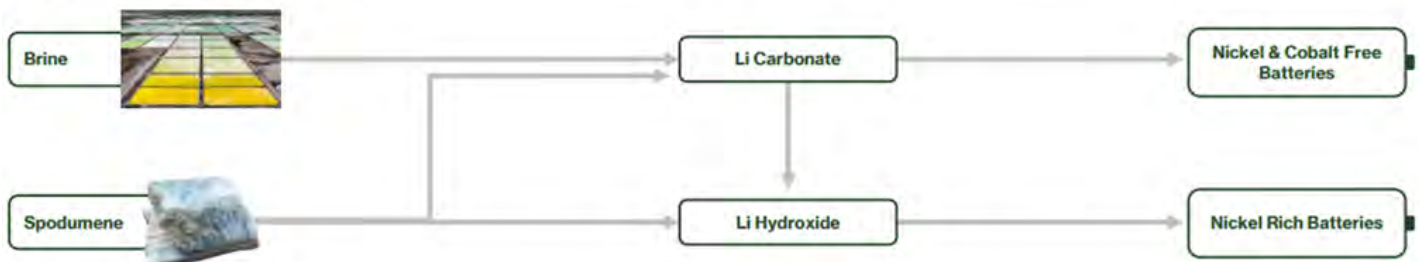 Brine
Li Carbonate
Nickel & Cobalt Free
Batteries
Spodumene
Li Hydroxide
Nickel Rich Batteries